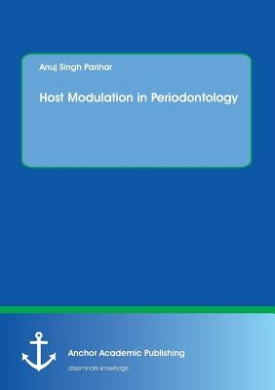 Anuj Singh Parihar
Host Modulation in Periodontology
Anchor Academic Publishing
disseminate knowledge